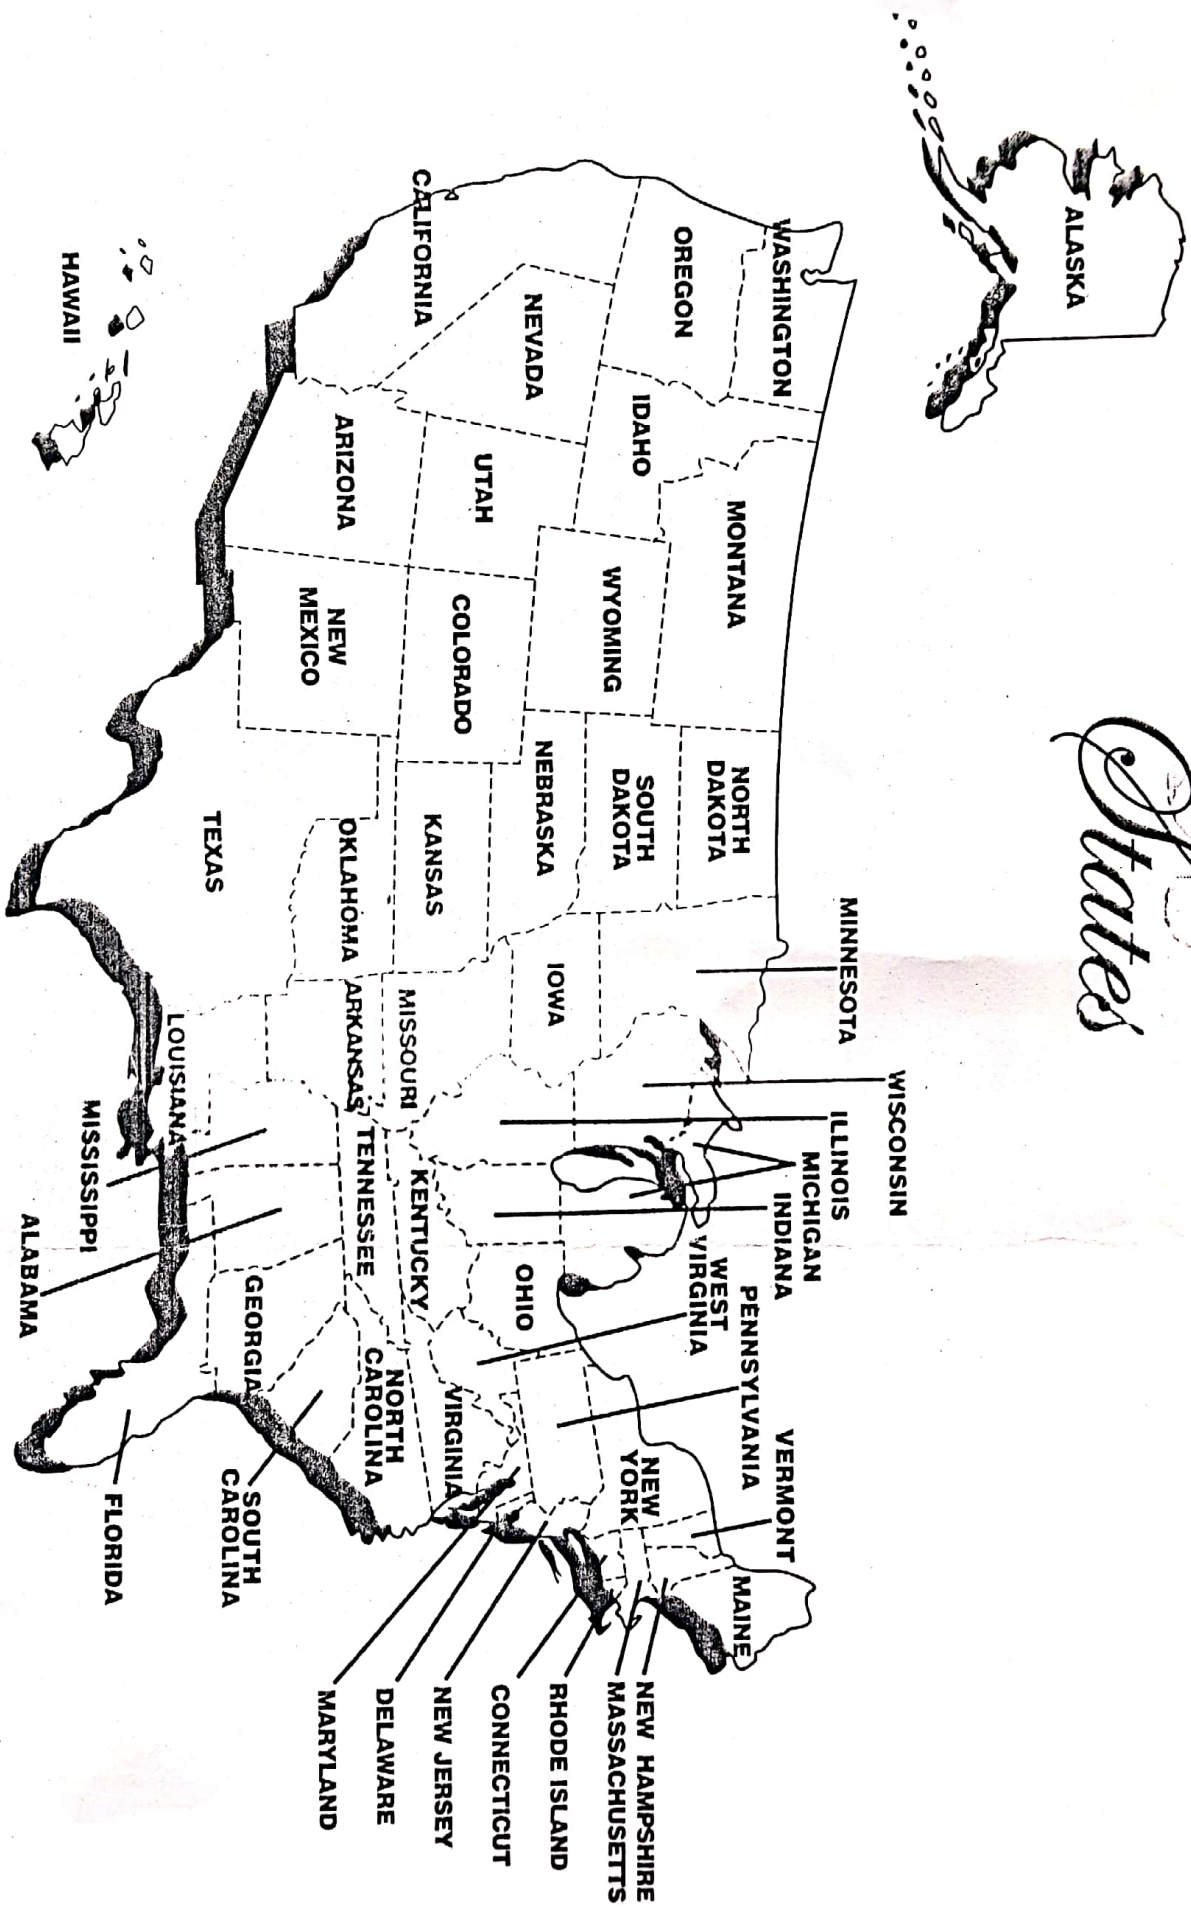 States
ALASKA
HAWAII
WASHINGTON
OREGON
CALIFORNIA
NEVADA
IDAHO
MONTANA
WYOMING
UTAH
ARIZONA
COLORADO
NEW
MEXICO
NORTH
DAKOTA
SOUTH
DAKOTA
NEBRASKA
KANSAS
OKLAHOMA
TEXAS
MINNESOTA
IOWA
MISSOURI
ARKANSAS
LOUISIANA
WISCONSIN
ILLINOIS
MICHIGAN
INDIANA
OHIO
KENTUCKY
TENNESSEE
MISSISSIPPI
ALABAMA
GEORGIA
FLORIDA
SOUTH
CAROLINA
NORTH
CAROLINA
VIRGINIA
WEST
VIRGINIA
PENNSYLVANIA
NEW
YORK
VERMONT
MAINE
NEW HAMPSHIRE
MASSACHUSETTS
RHODE ISLAND
CONNECTICUT
NEW JERSEY
DELAWARE
MARYLAND